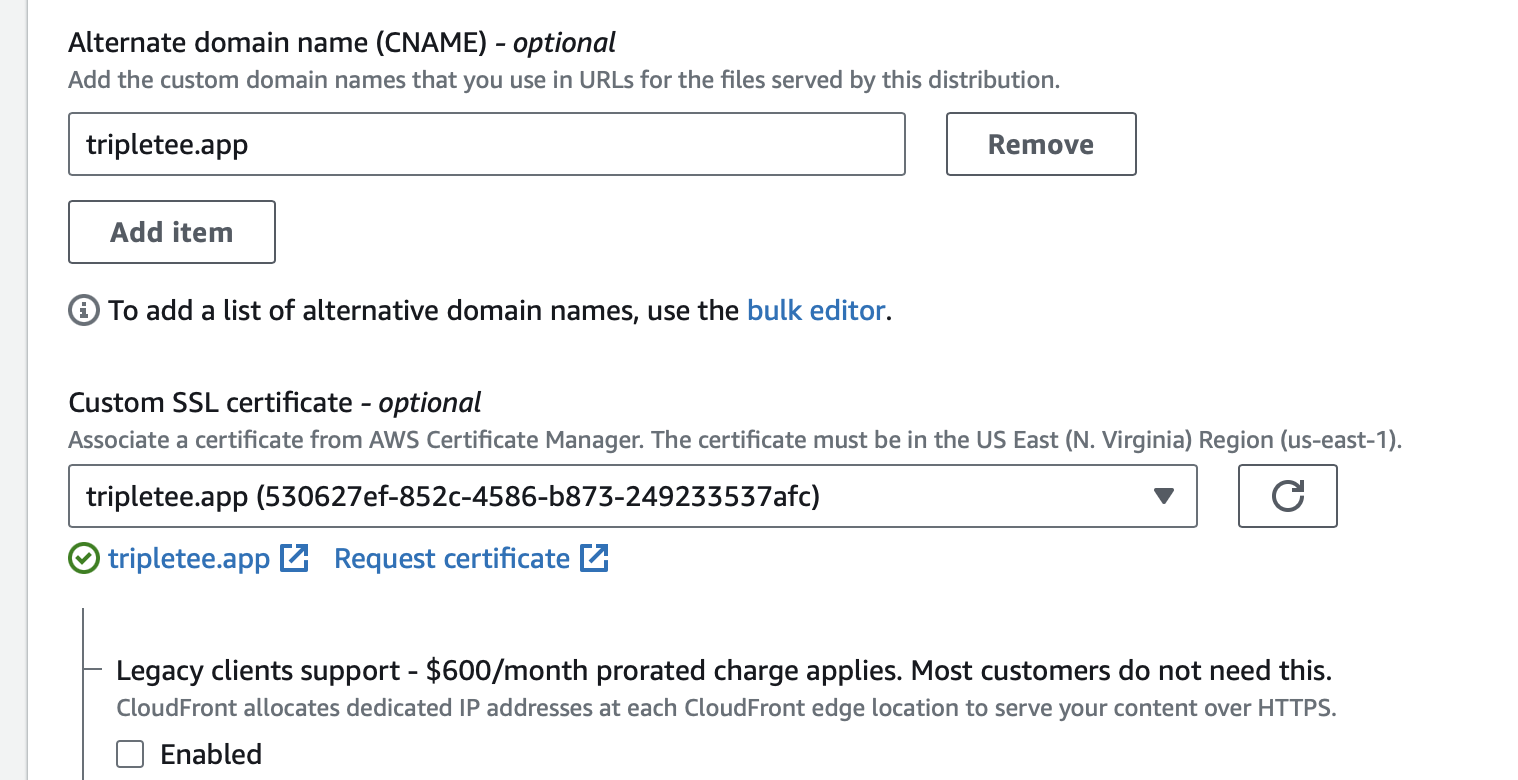 Alternate domain name (CNAME) - optional
Add the custom domain names that you use in URLs for the files served by this distribution.
tripletee.app
Remove
Add item
To add a list of alternative domain names, use the bulk editor.
Custom SSL certificate - optional
Associate a certificate from AWS Certificate Manager. The certificate must be in the US East (N. Virginia) Region (us-east-1).
tripletee.app (530627ef-852c-4586-b873-249233537afc)
tripletee.app Request certificate
Legacy clients support - $600/month prorated charge applies. Most customers do not need this.
CloudFront allocates dedicated IP addresses at each CloudFront edge location to serve your content over HTTPS.
Enabled